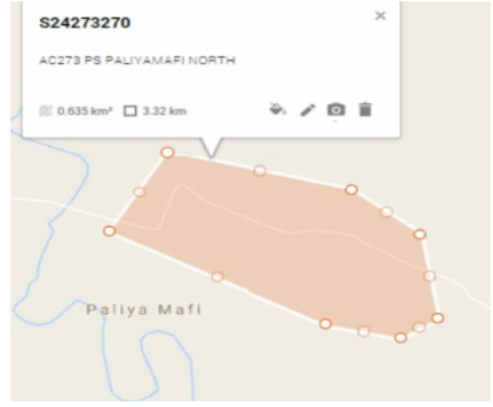 S24273270
AC273 PS PALIYAMAFI NORTH
0.635 km² 3.32 km
Paliya Mafi